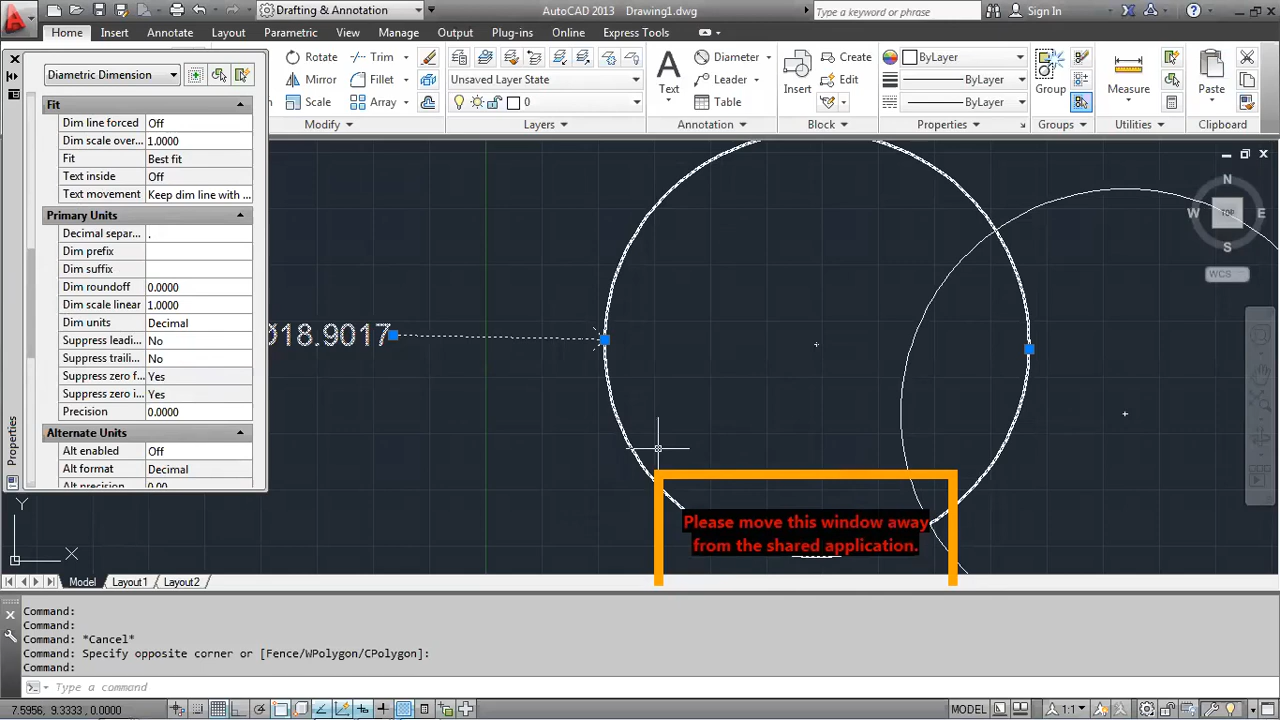 Drafting & Annotation
AutoCAD 2013 Drawing1.dwg
Type a keyword or phrase
Sign In
Home Insert Annotate Layout Parametric View Manage Output Plug-ins Online Express Tools
Rotate Trim
Mirror Fillet
Scale Array
Modify
Unsaved Layer State
0
Layers
Text
Diameter
Leader
Table
Annotation
Insert
Create
Edit
Block
ByLayer
ByLayer
ByLayer
Properties
Group
Groups
Measure
Utilities
Paste
Clipboard
Diametric Dimension
Fit
Dim line forced Off
Dim scale over... 1.0000
Fit Best fit
Text inside Off
Text movement Keep dim line with ...
Primary Units
Decimal separ... .
Dim prefix
Dim suffix
Dim roundoff 0.0000
Dim scale linear 1.0000
Dim units Decimal
Suppress leadi... No
Suppress traili... No
Suppress zero f... Yes
Suppress zero i... Yes
Precision 0.0000
Alternate Units
Alt enabled Off
Alt format Decimal
Alt precision 0.00
Properties
Ø18.9017
N
W TOP E
S
WCS
Please move this window away
from the shared application.
Y
X
Model Layout1 Layout2
Command:
Command:
Command: *Cancel*
Command: Specify opposite corner or [Fence/WPolygon/CPolygon]:
Command:
Type a command
7.5956, 9.3333, 0.0000
MODEL
1:1